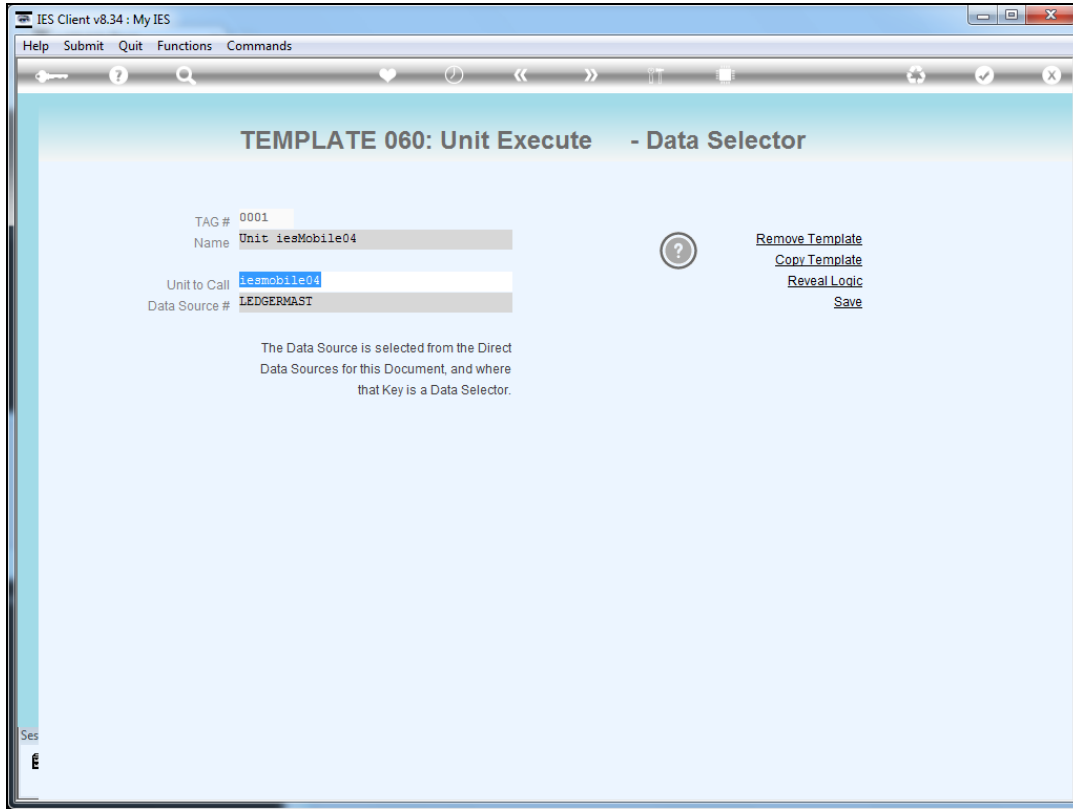 IES Client v8.34 : My IES
Help Submit Quit Functions Commands
TEMPLATE 060: Unit Execute - Data Selector
TAG # 0001
Name Unit iesMobile04
Unit to Call iesmobile04
Data Source # LEDGERMAST
Remove Template
Copy Template
Reveal Logic
Save
The Data Source is selected from the Direct
Data Sources for this Document, and where
that Key is a Data Selector.
Ses